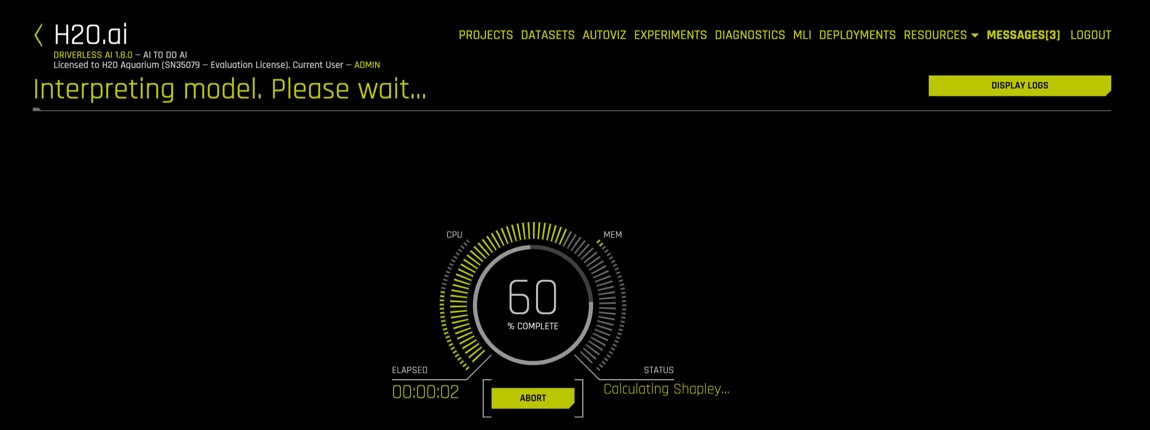 H2O.ai
PROJECTS DATASETS AUTOVIZ EXPERIMENTS DIAGNOSTICS MLI DEPLOYMENTS RESOURCES MESSAGES[3] LOGOUT
DRIVERLESS AI 1.8.0 – AI TO DO AI
Licensed to H2O Aquarium (SN35079 – Evaluation License). Current User – ADMIN
Interpreting model. Please wait...
DISPLAY LOGS
CPU
MEM
60
% COMPLETE
ELAPSED
STATUS
00:00:02
Calculating Shapley...
ABORT